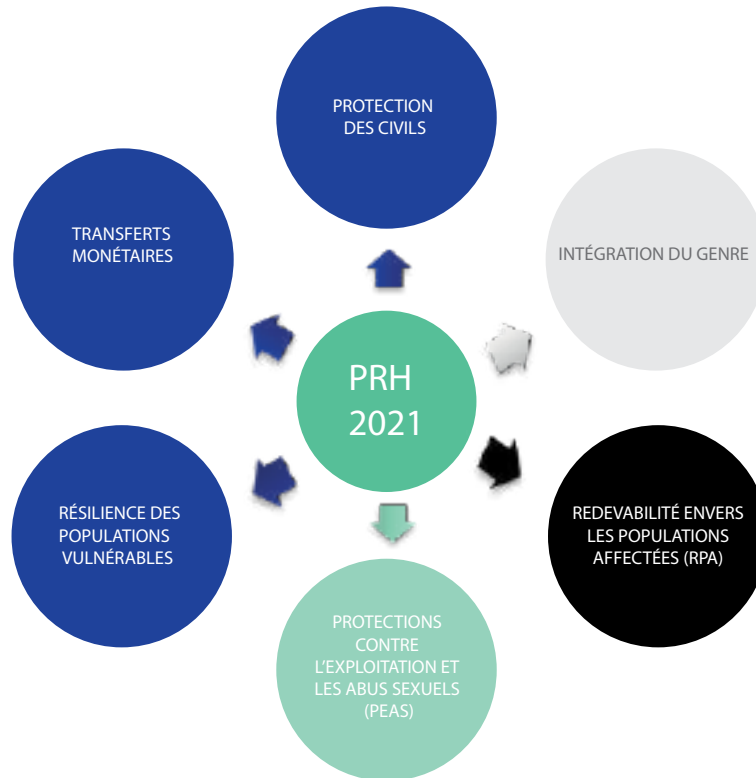 PROTECTION
DES CIVILS
TRANSFERTS
MONÉTAIRES
INTÉGRATION DU GENRE
PRH
2021
RÉSILIENCE DES
POPULATIONS
VULNÉRABLES
REDEVABILITÉ ENVERS
LES POPULATIONS
AFFECTÉES (RPA)
PROTECTIONS
CONTRE
L'EXPLOITATION ET
LES ABUS SEXUELS
(PEAS)